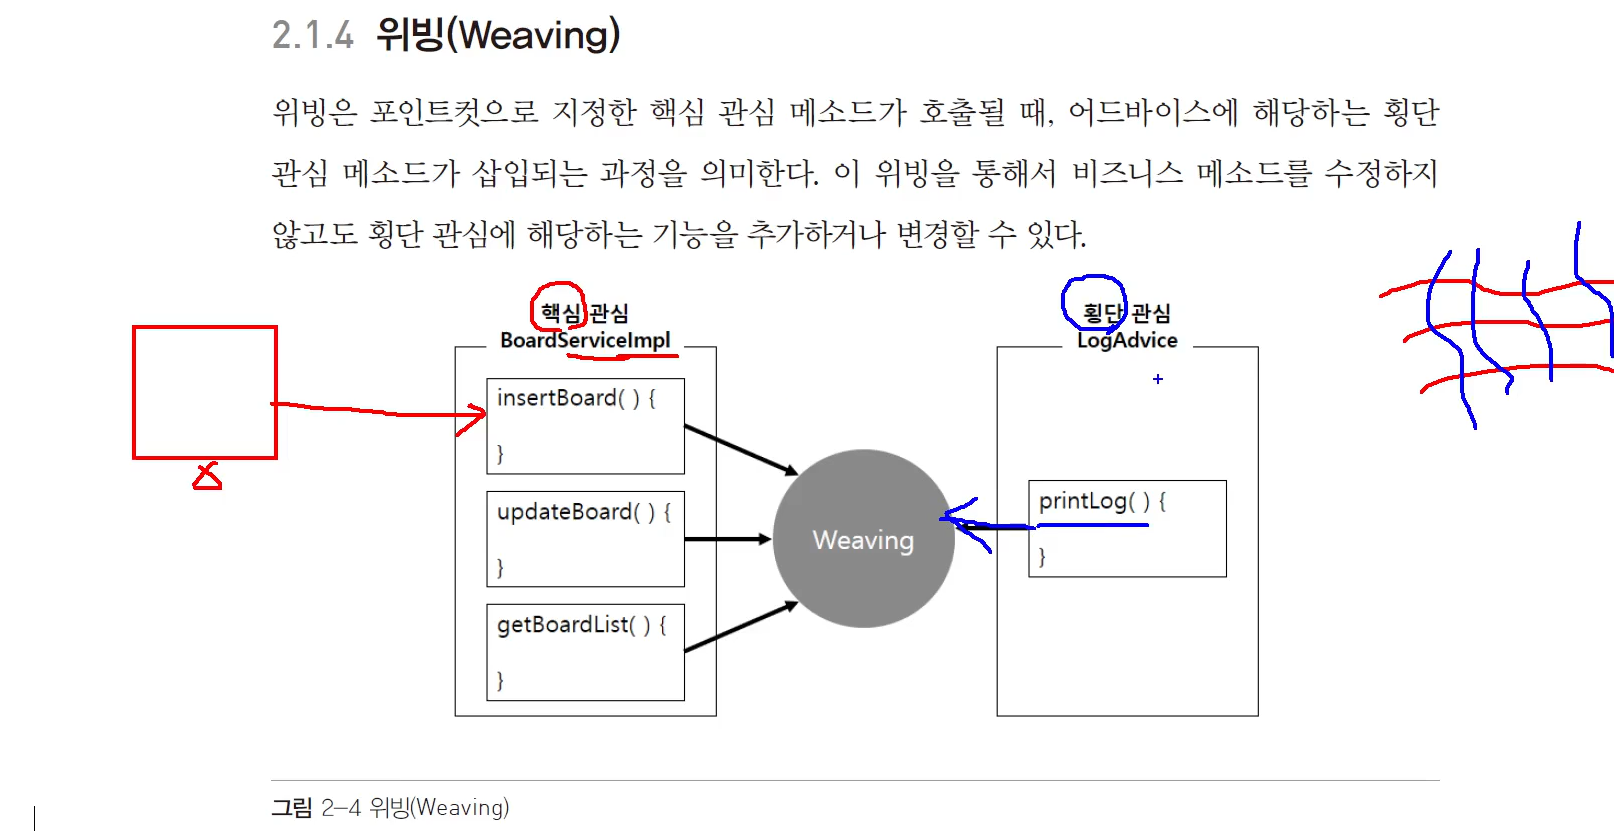 2.1.4 위빙(Weaving)
위빙은 포인트컷으로 지정한 핵심 관심 메소드가 호출될 때, 어드바이스에 해당하는 횡단
관심 메소드가 삽입되는 과정을 의미한다. 이 위빙을 통해서 비즈니스 메소드를 수정하지
않고도 횡단 관심에 해당하는 기능을 추가하거나 변경할 수 있다.
핵심 관심
BoardServiceImpl
insertBoard( ) {
}
updateBoard( ) {
}
getBoardList( ) {
}
Weaving
횡단 관심
LogAdvice
printLog( ) {
}
그림 2-4 위빙(Weaving)